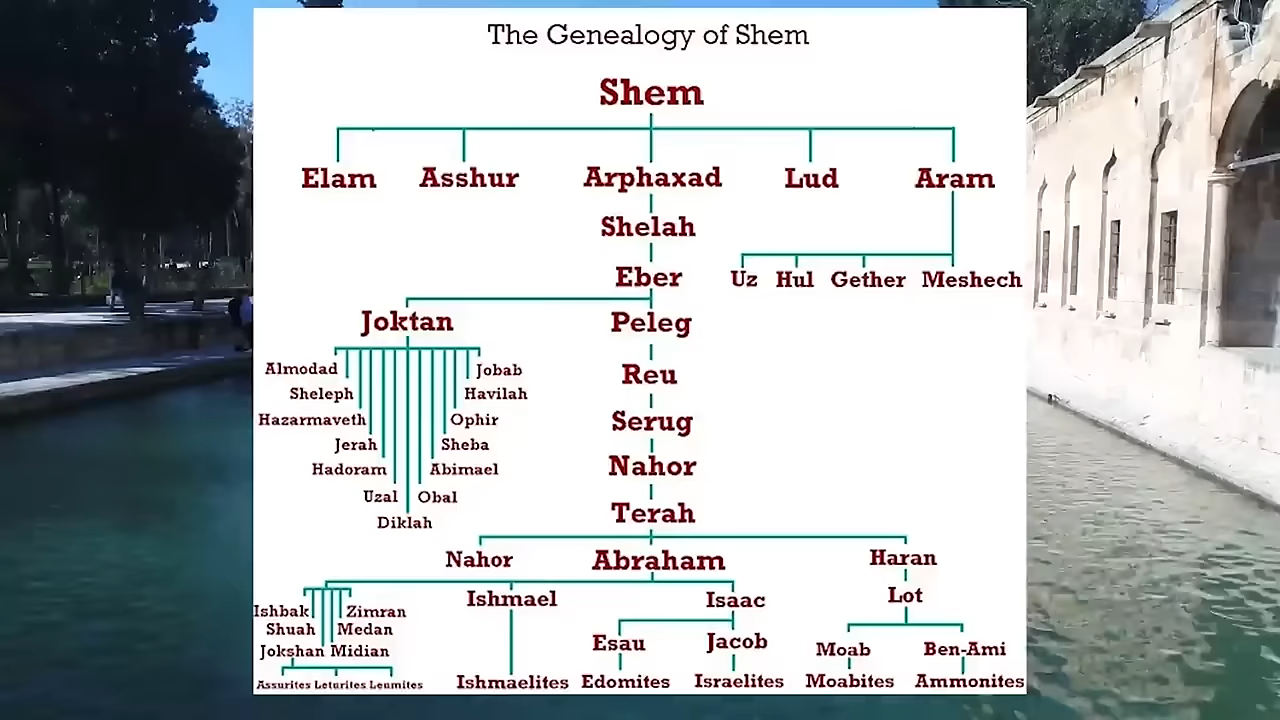 The Genealogy of Shem
Shem
Elam Asshur Arphaxad Lud Aram
Shelah
Eber Uz Hul Gether Meshech
Joktan Peleg
Almodad Jobab
Reu
Sheleph Havilah
Hazarmaveth Ophir
Serug
Jerah Sheba
Hadoram Abimael
Nahor
Uzal Obal
Terah
Diklah
Nahor Abraham Haran
Ishmael Isaac Lot
Ishbak Zimran
Shuah Medan
Esau Jacob Moab Ben-Ami
Jokshan Midian
Assurites Leturites Leumites Ishmaelites Edomites Israelites Moabites Ammonites